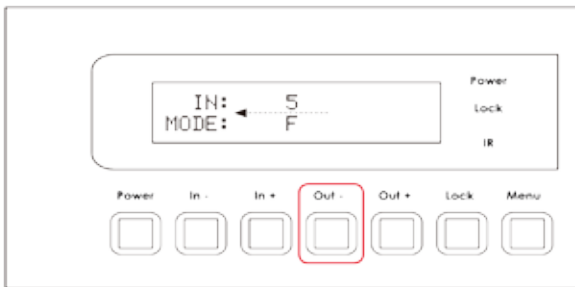 IN: 5
MODE: F
Power
Lock
IR
Power In - In + Out - Out + Lock Menu